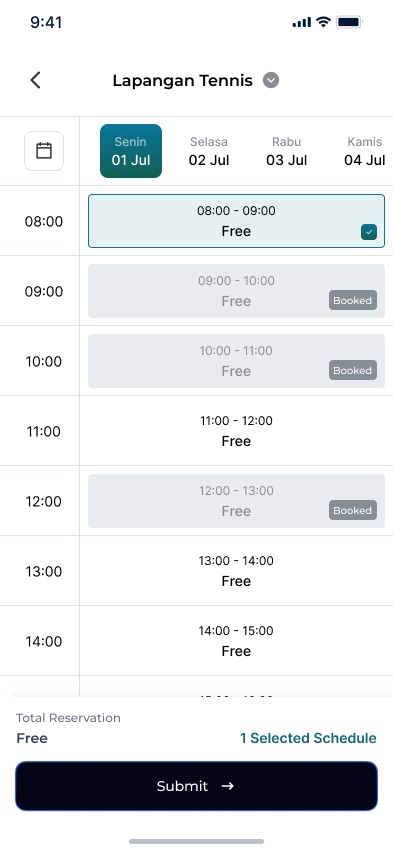 9:41
Lapangan Tennis
Senin Selasa Rabu Kamis
01 Jul 02 Jul 03 Jul 04 Jul
08:00
08:00 - 09:00
Free
09:00
09:00 - 10:00
Free
Booked
10:00
10:00 - 11:00
Free
Booked
11:00
11:00 - 12:00
Free
12:00
12:00 - 13:00
Free
Booked
13:00
13:00 - 14:00
Free
14:00
14:00 - 15:00
Free
Total Reservation
Free 1 Selected Schedule
Submit →